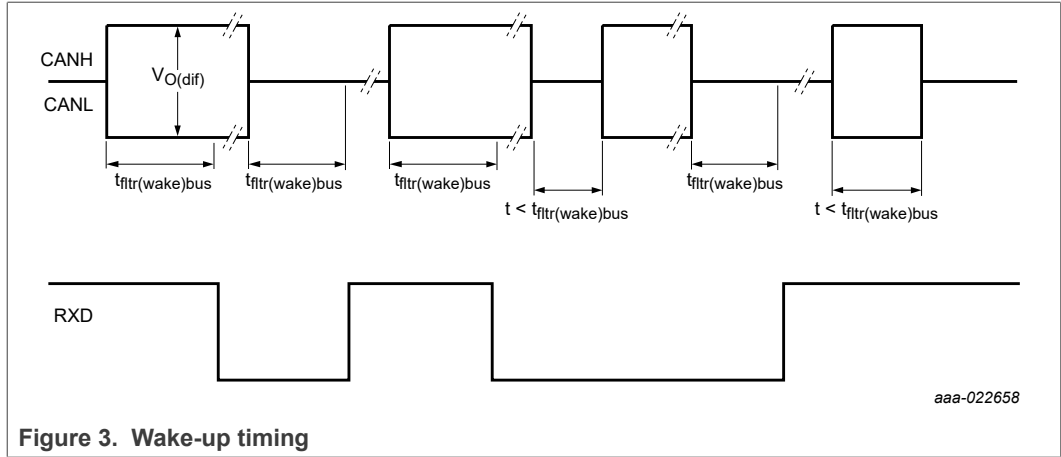 CANH
CANL
VO(dif)
tfltr(wake)bus
tfltr(wake)bus
tfltr(wake)bus
t < tfltr(wake)bus
tfltr(wake)bus
t < tfltr(wake)bus
RXD
aaa-022658
Figure 3. Wake-up timing